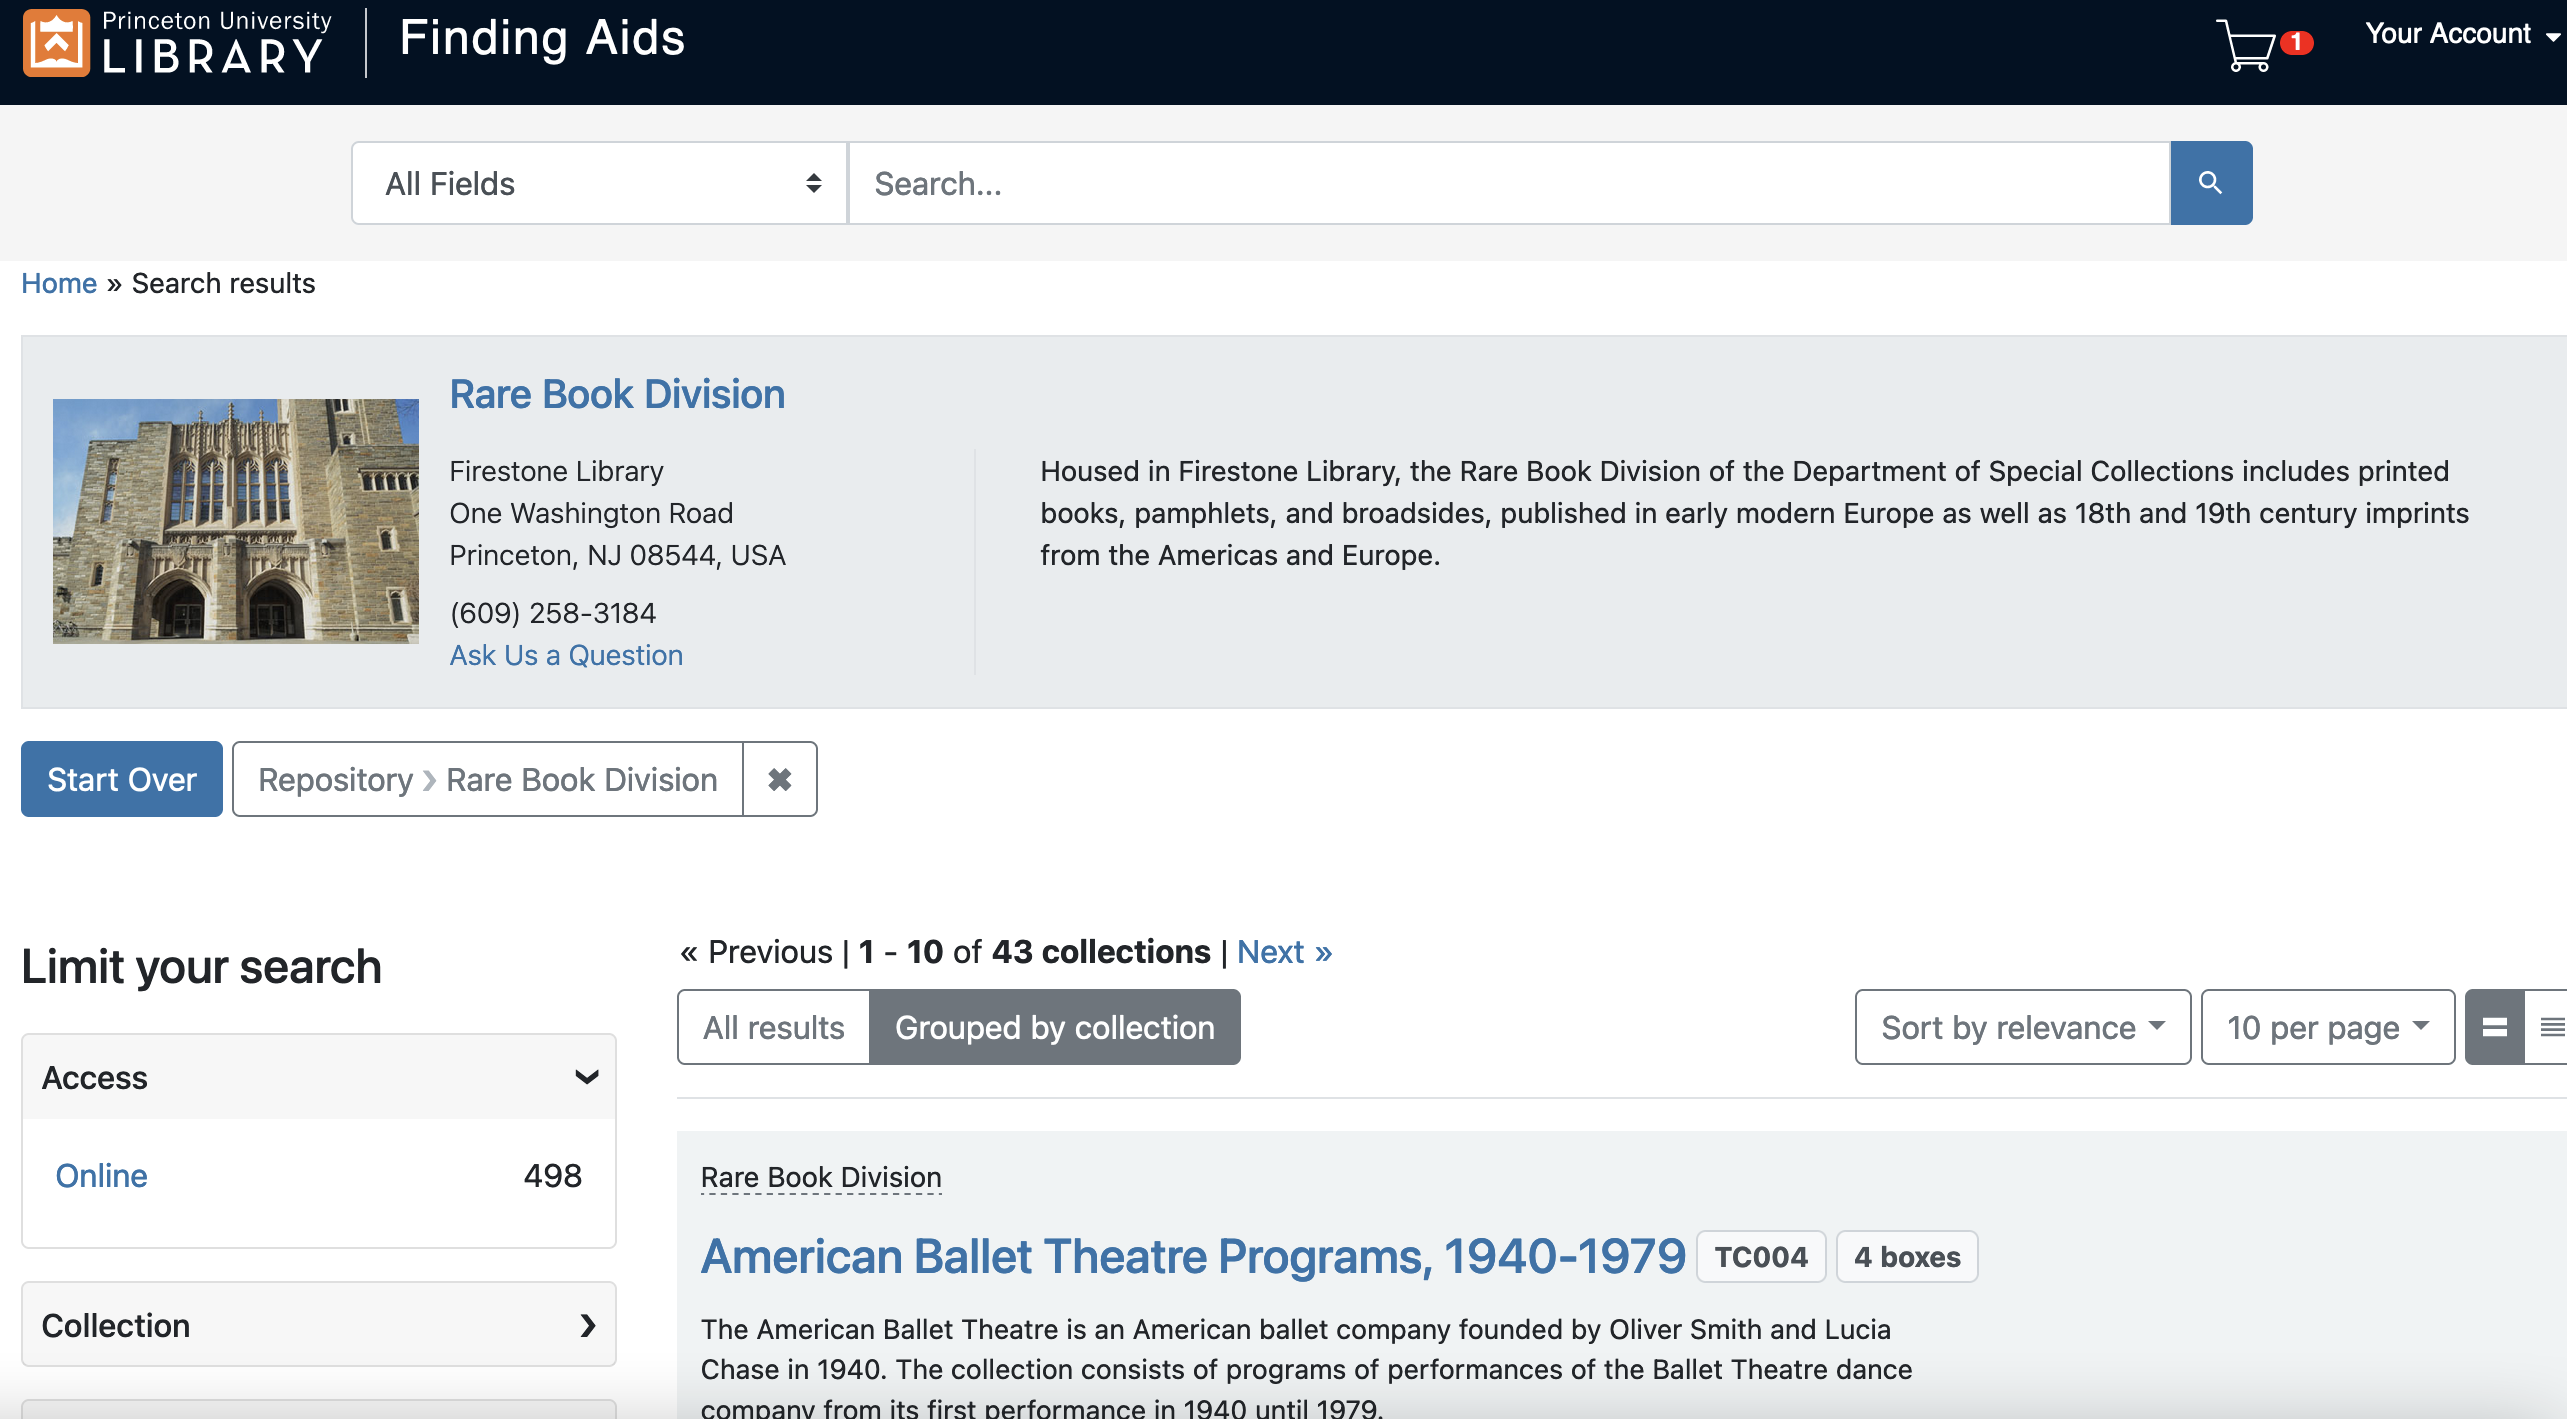 Princeton University
LIBRARY
Finding Aids
1
Your Account
All Fields
Search...
Home » Search results
Rare Book Division
Firestone Library
One Washington Road
Princeton, NJ 08544, USA
(609) 258-3184
Ask Us a Question
Housed in Firestone Library, the Rare Book Division of the Department of Special Collections includes printed
books, pamphlets, and broadsides, published in early modern Europe as well as 18th and 19th century imprints
from the Americas and Europe.
Start Over
Repository ❯ Rare Book Division ✖
Limit your search
Access
Online 498
Collection
« Previous | 1 - 10 of 43 collections | Next »
All results
Grouped by collection
Sort by relevance
10 per page
Rare Book Division
American Ballet Theatre Programs, 1940-1979 TC004 4 boxes
The American Ballet Theatre is an American ballet company founded by Oliver Smith and Lucia
Chase in 1940. The collection consists of programs of performances of the Ballet Theatre dance
company from its first performance in 1940 until 1979.